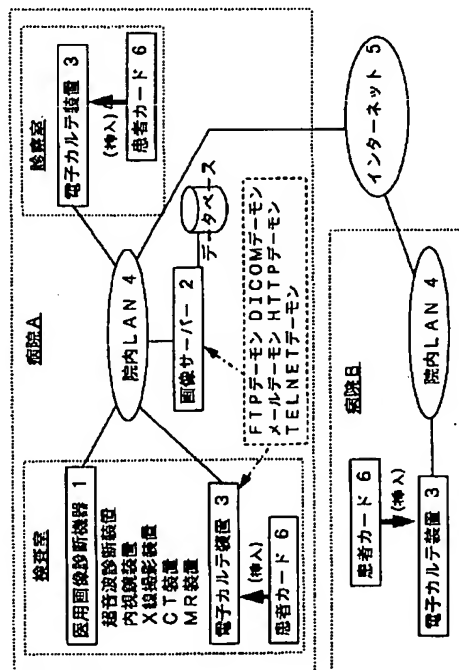 病院A
検査室
医用画像診断機器 1
超音波診断装置
内視鏡装置
X線撮影装置
CT装置
MR装置
電子カルテ装置 3
(挿入)
患者カード 6
院内LAN 4
画像サーバー 2
データベース
FTPデーモン DICOMデーモン
メールデーモン HTTPデーモン
TELNETデーモン
診察室
電子カルテ装置 3
(挿入)
患者カード 6
病院B
患者カード 6
(挿入)
電子カルテ装置 3
院内LAN 4
インターネット 5